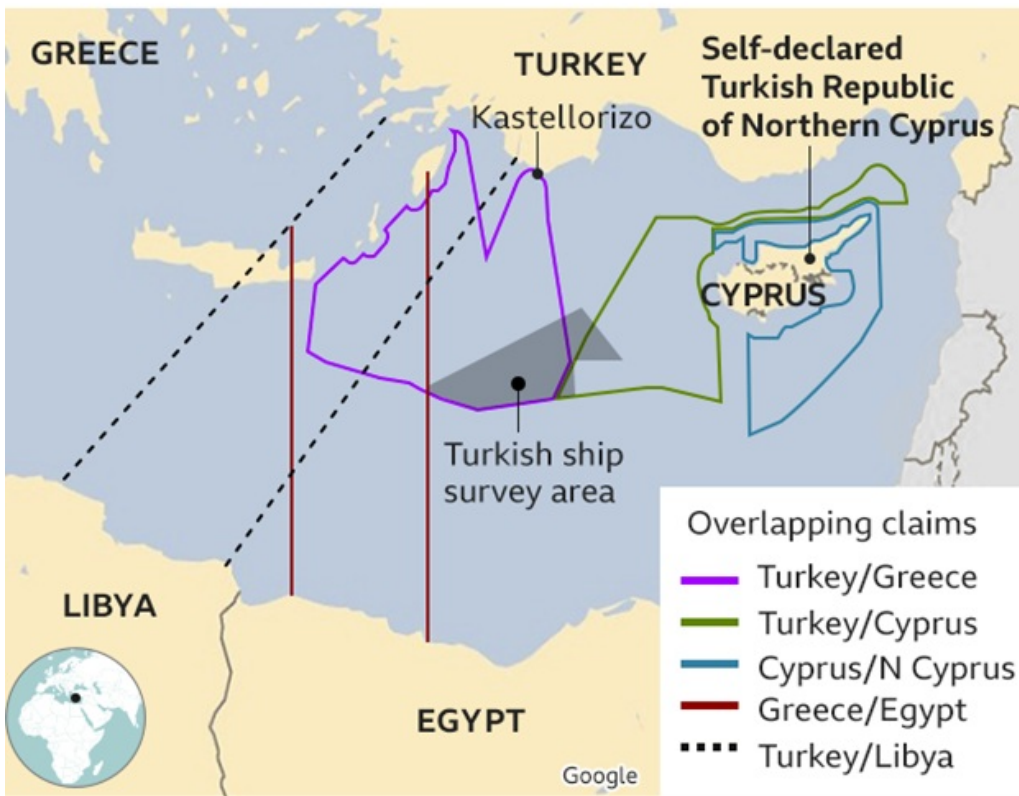 GREECE
TURKEY
Self-declared
Turkish Republic
of Northern Cyprus
Kastellorizo
CYPRUS
Turkish ship
survey area
LIBYA
EGYPT
Google
Overlapping claims
Turkey/Greece
Turkey/Cyprus
Cyprus/N Cyprus
Greece/Egypt
Turkey/Libya